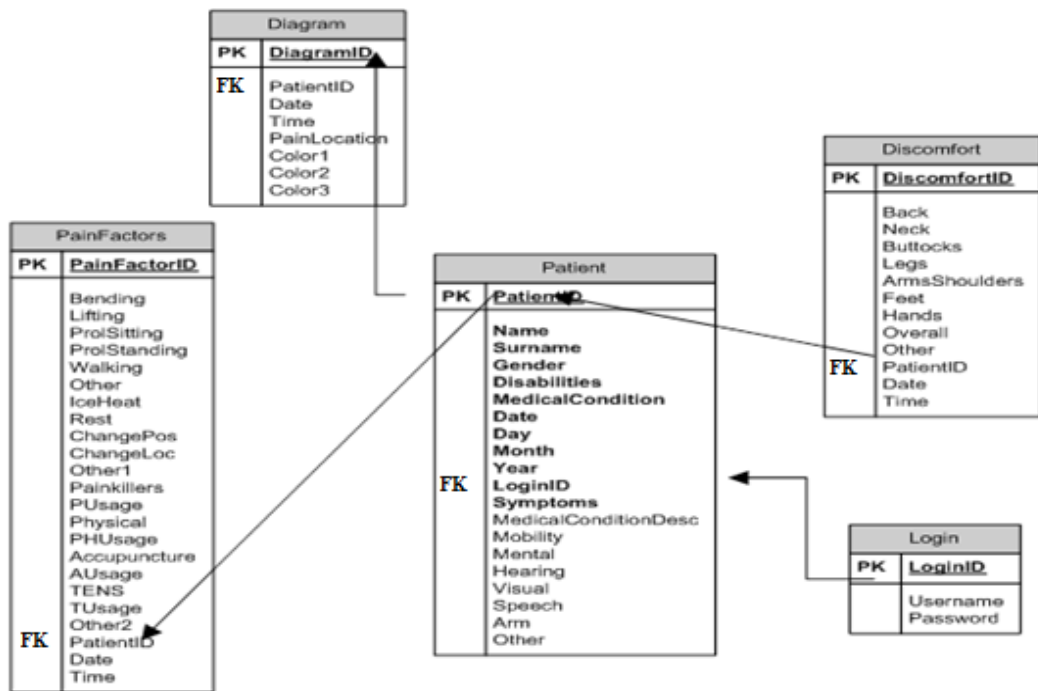 Diagram
PK DiagramID
FK PatientID
Date
Time
PainLocation
Color1
Color2
Color3
Discomfort
PK DiscomfortID
Back
Neck
Buttocks
Legs
ArmsShoulders
Feet
Hands
Overall
Other
FK PatientID
Date
Time
PainFactors
PK PainFactorID
Bending
Lifting
ProlSitting
ProlStanding
Walking
Other
IceHeat
Rest
ChangePos
ChangeLoc
Other1
Painkillers
PUsage
Physical
PHUsage
Accupuncture
AUsage
TENS
TUsage
Other2
FK PatientID
Date
Time
Patient
PK PatientID
Name
Surname
Gender
Disabilities
MedicalCondition
Date
Day
Month
Year
FK LoginID
Symptoms
MedicalConditionDesc
Mobility
Mental
Hearing
Visual
Speech
Arm
Other
Login
PK LoginID
Username
Password